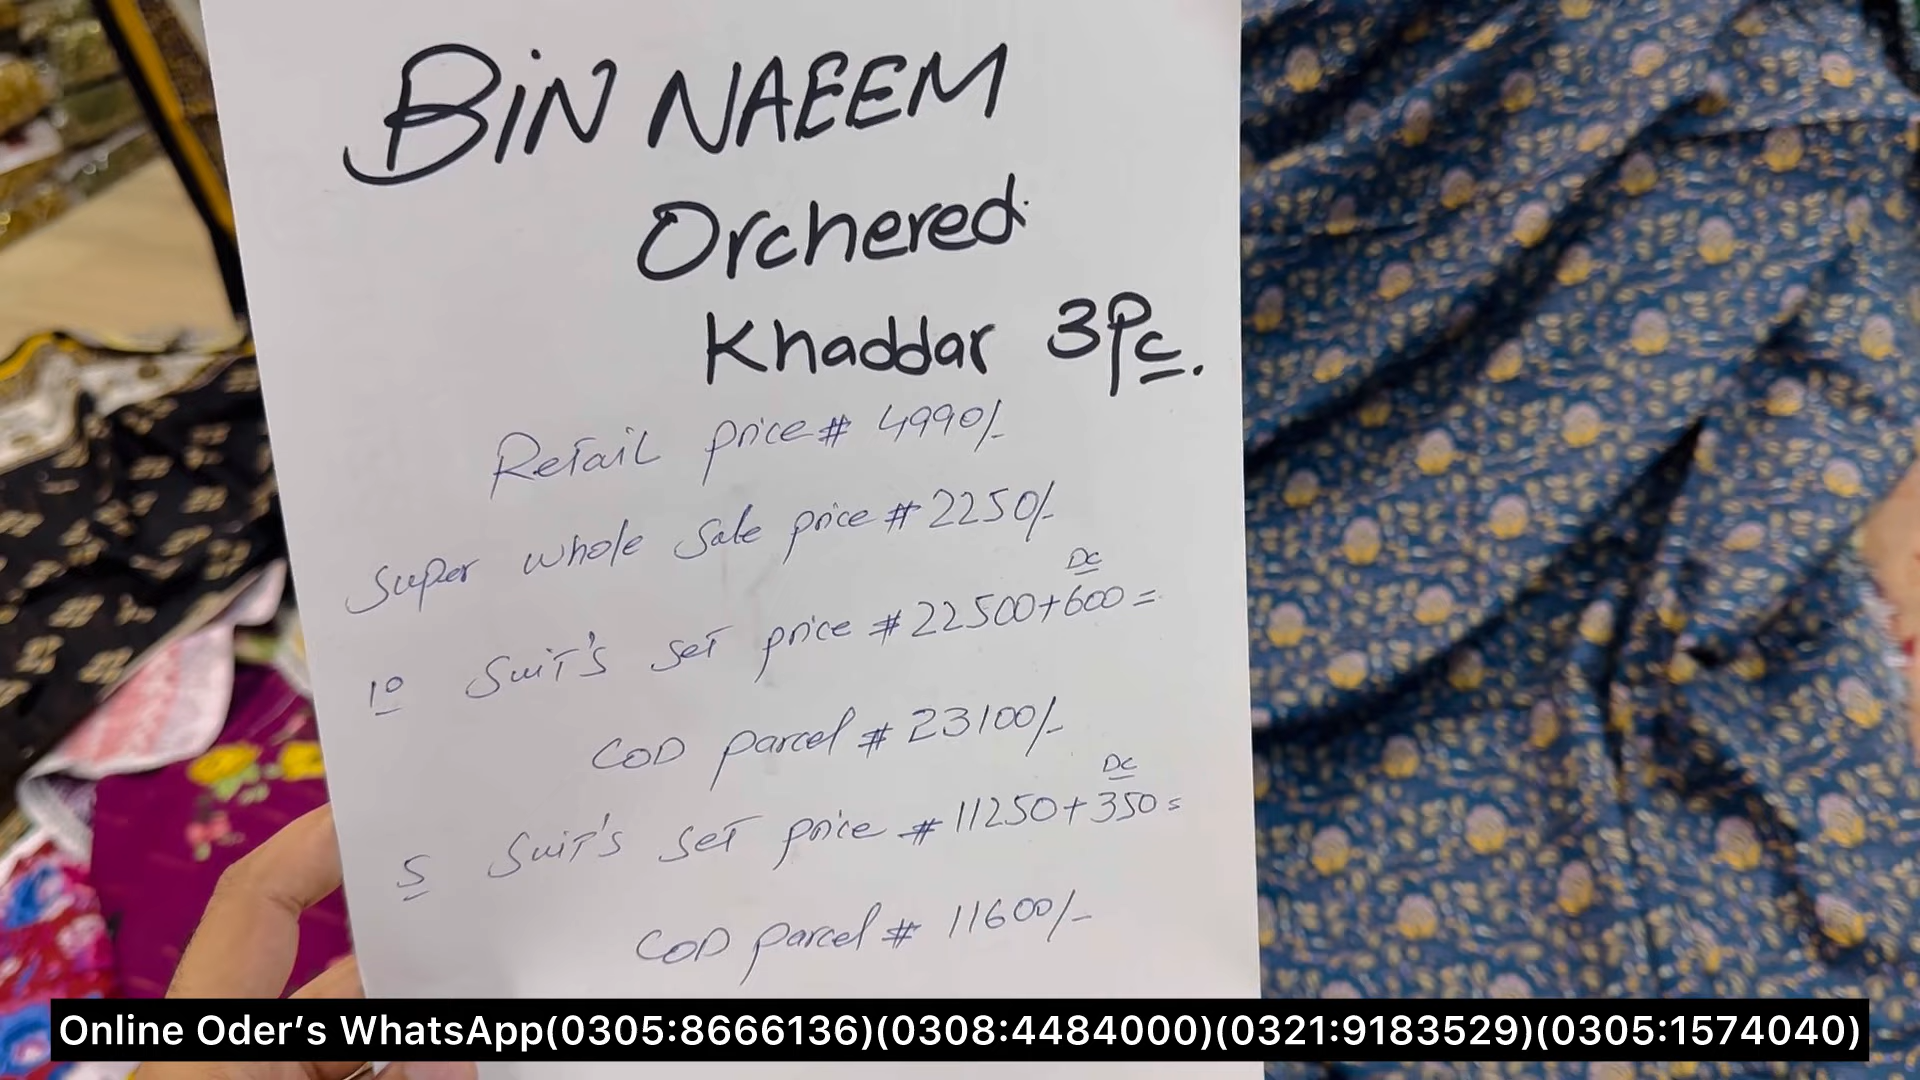 BIN NAEEM
Orchered
Khaddar 3Pc.
Retail price # 4990/-
Super whole Sale price # 2250/-
DC
10 Suit's set price # 22500+600=
COD parcel # 23100/-
DC
5 Suit's set price # 11250+350=
COD parcel # 11600/-
Online Oder’s WhatsApp(0305:8666136)(0308:4484000)(0321:9183529)(0305:1574040)